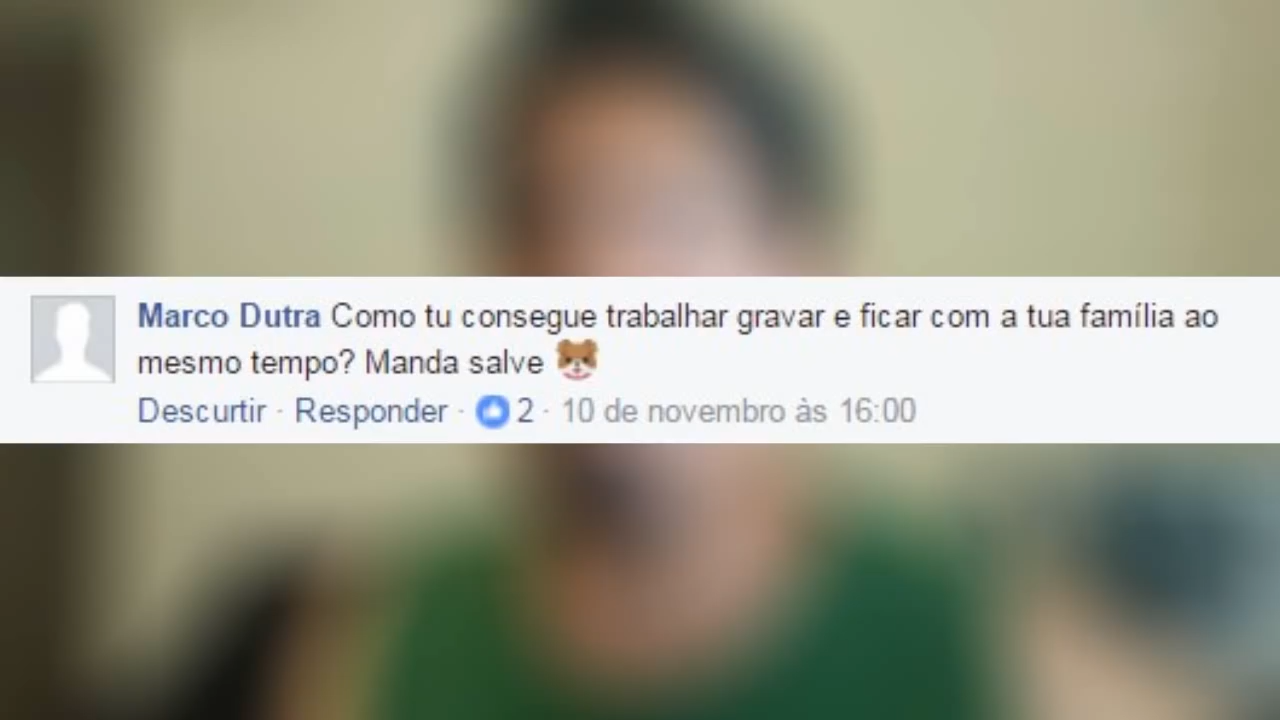 Marco Dutra Como tu consegue trabalhar gravar e ficar com a tua família ao
mesmo tempo? Manda salve 🐻
Descurtir · Responder · 2 · 10 de novembro às 16:00